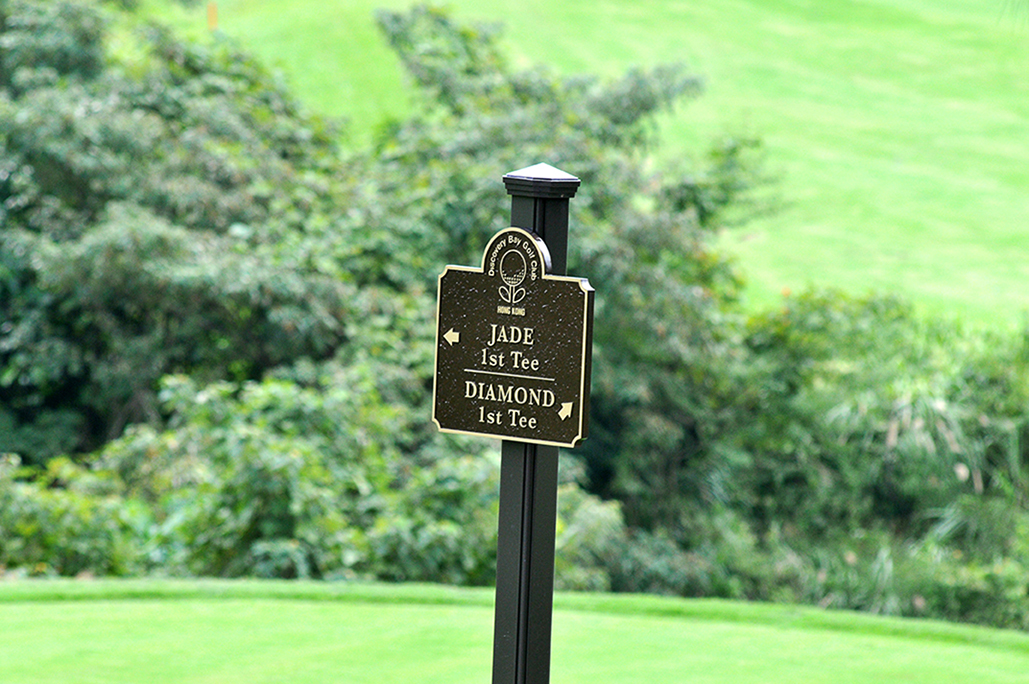 Discovery Bay Golf Club
HONG KONG
JADE
1st Tee
DIAMOND
1st Tee